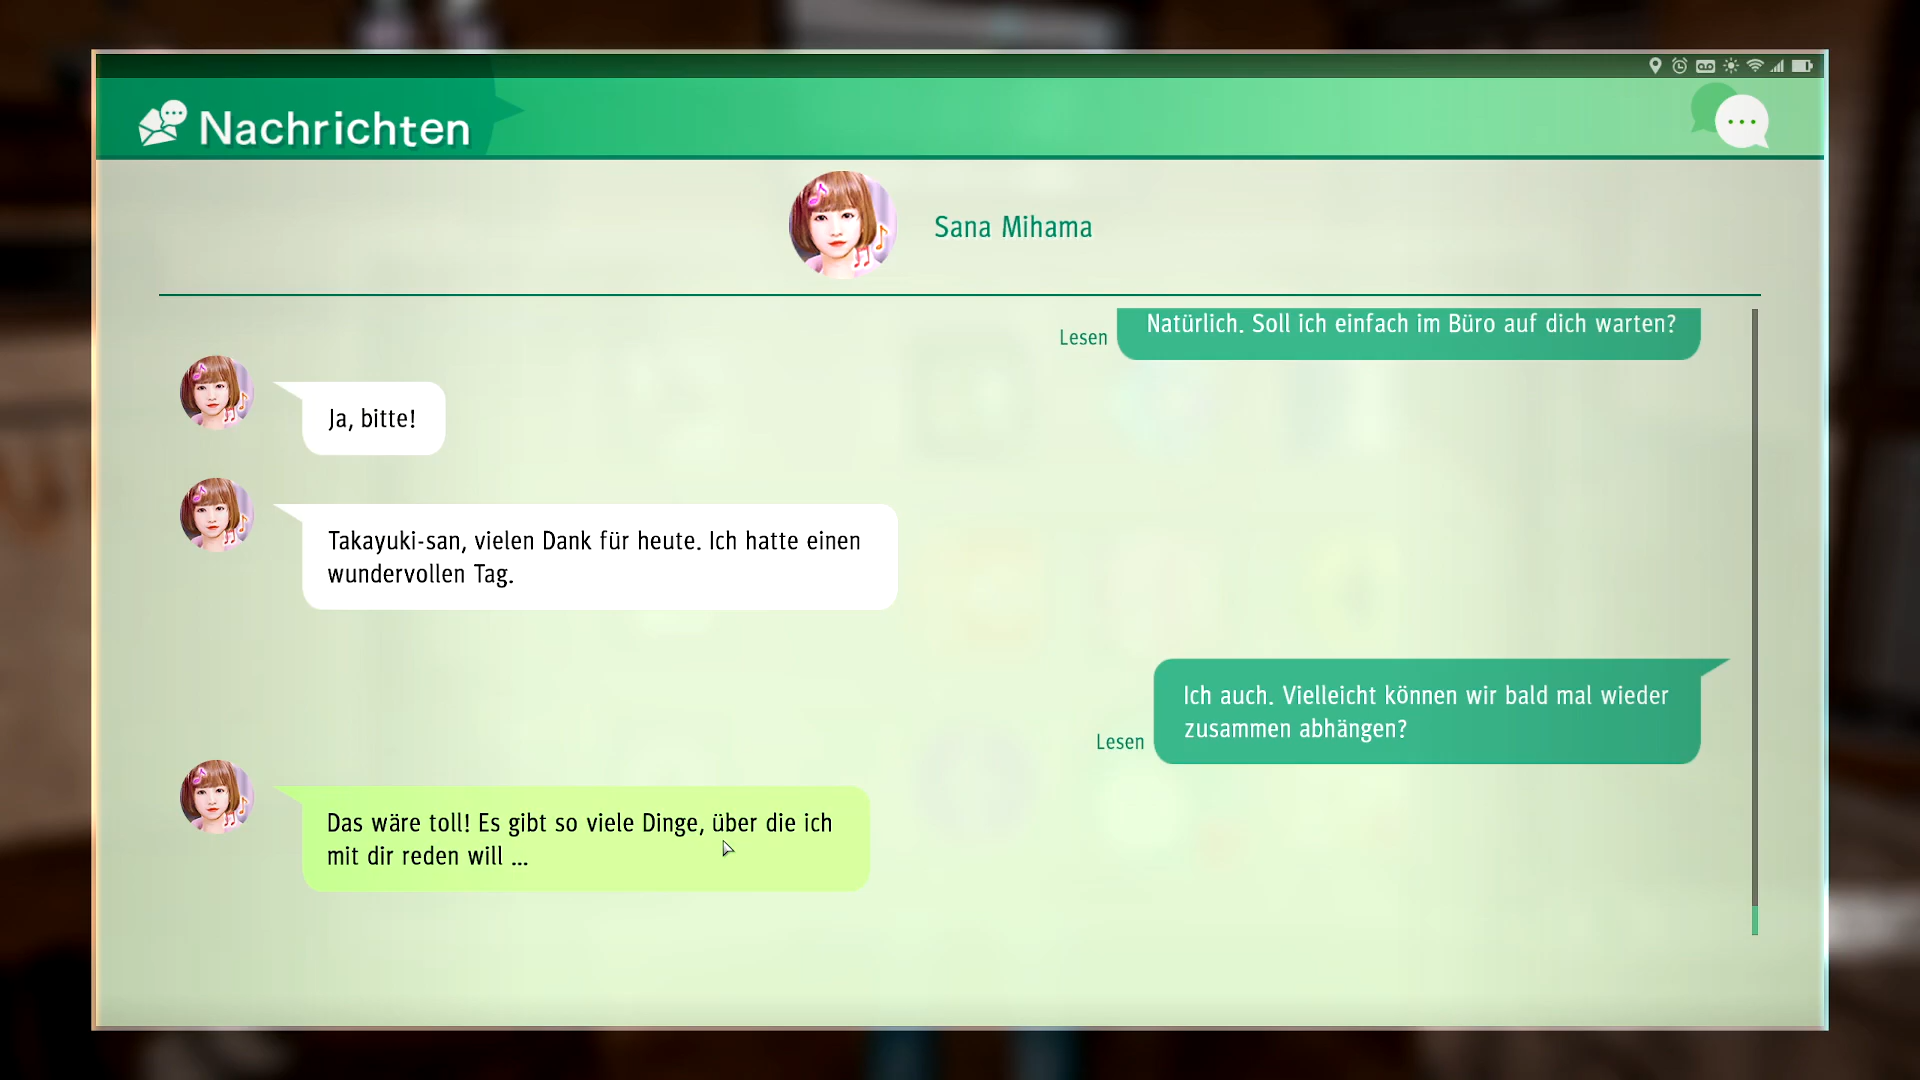 Nachrichten
Sana Mihama
Natürlich. Soll ich einfach im Büro auf dich warten?
Lesen
Ja, bitte!
Takayuki-san, vielen Dank für heute. Ich hatte einen
wundervollen Tag.
Ich auch. Vielleicht können wir bald mal wieder
zusammen abhängen?
Lesen
Das wäre toll! Es gibt so viele Dinge, über die ich
mit dir reden will ...